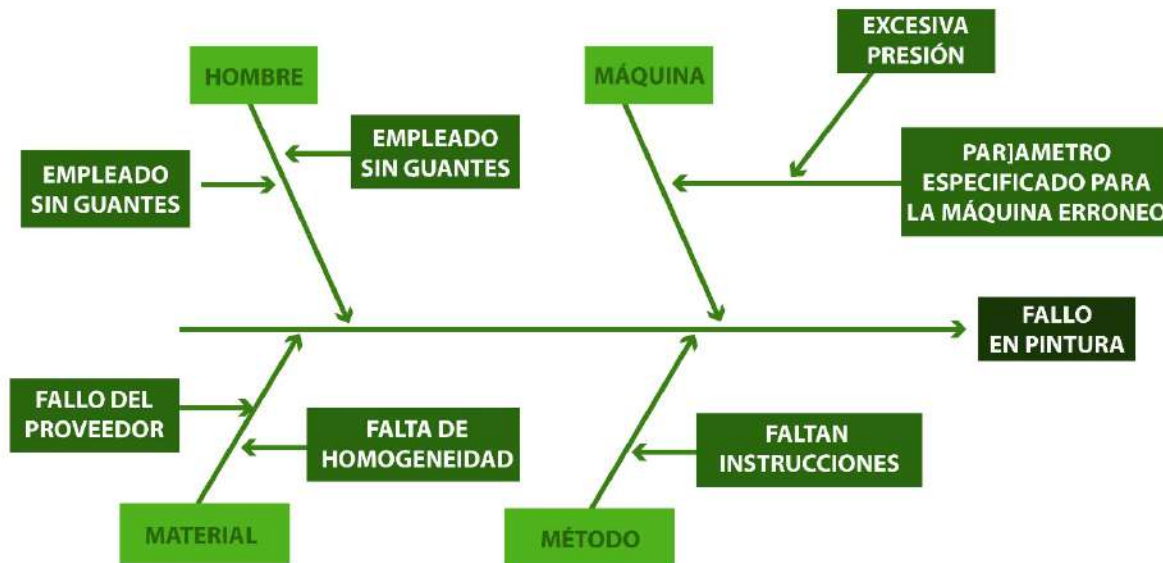 EXCESIVA
PRESIÓN
HOMBRE
MÁQUINA
EMPLEADO
SIN GUANTES
EMPLEADO
SIN GUANTES
PAR]AMETRO
ESPECIFICADO PARA
LA MÁQUINA ERRONEO
FALLO
EN PINTURA
FALLO DEL
PROVEEDOR
FALTA DE
HOMOGENEIDAD
FALTAN
INSTRUCCIONES
MATERIAL
MÉTÓDO